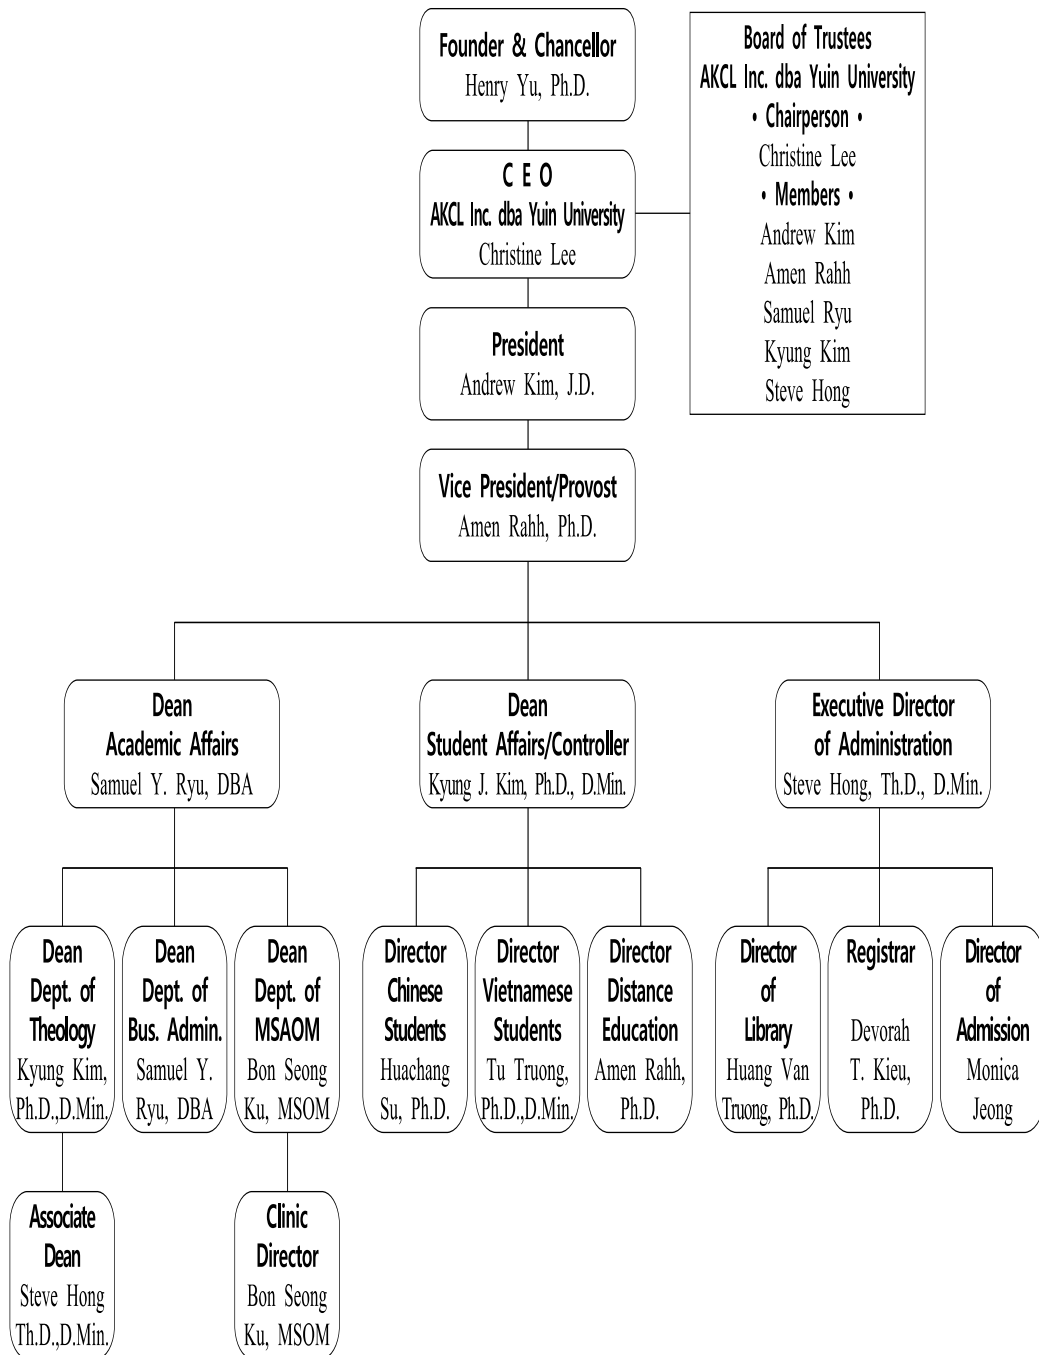 Founder & Chancellor
Henry Yu, Ph.D.
Board of Trustees
AKCL Inc. dba Yuin University
• Chairperson •
Christine Lee
• Members •
Andrew Kim
Amen Rahh
Samuel Ryu
Kyung Kim
Steve Hong
C E O
AKCL Inc. dba Yuin University
Christine Lee
President
Andrew Kim, J.D.
Vice President/Provost
Amen Rahh, Ph.D.
Dean
Academic Affairs
Samuel Y. Ryu, DBA
Dean
Student Affairs/Controller
Kyung J. Kim, Ph.D., D.Min.
Executive Director
of Administration
Steve Hong, Th.D., D.Min.
Dean
Dept. of
Theology
Kyung Kim,
Ph.D.,D.Min.
Dean
Dept. of
Bus. Admin.
Samuel Y.
Ryu, DBA
Dean
Dept. of
MSAOM
Bon Seong
Ku, MSOM
Director
Chinese
Students
Huachang
Su, Ph.D.
Director
Vietnamese
Students
Tu Truong,
Ph.D.,D.Min.
Director
Distance
Education
Amen Rahh,
Ph.D.
Director
of
Library
Huang Van
Truong, Ph.D.
Registrar
Devorah
T. Kieu,
Ph.D.
Director
of
Admission
Monica
Jeong
Associate
Dean
Steve Hong
Th.D.,D.Min.
Clinic
Director
Bon Seong
Ku, MSOM